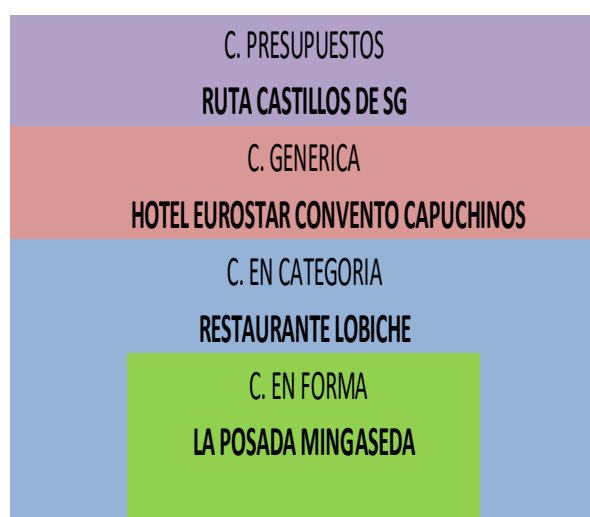 C. PRESUPUESTOS
RUTA CASTILLOS DE SG
C. GENERICA
HOTEL EUROSTAR CONVENTO CAPUCHINOS
C. EN CATEGORIA
RESTAURANTE LOBICHE
C. EN FORMA
LA POSADA MINGASEDA